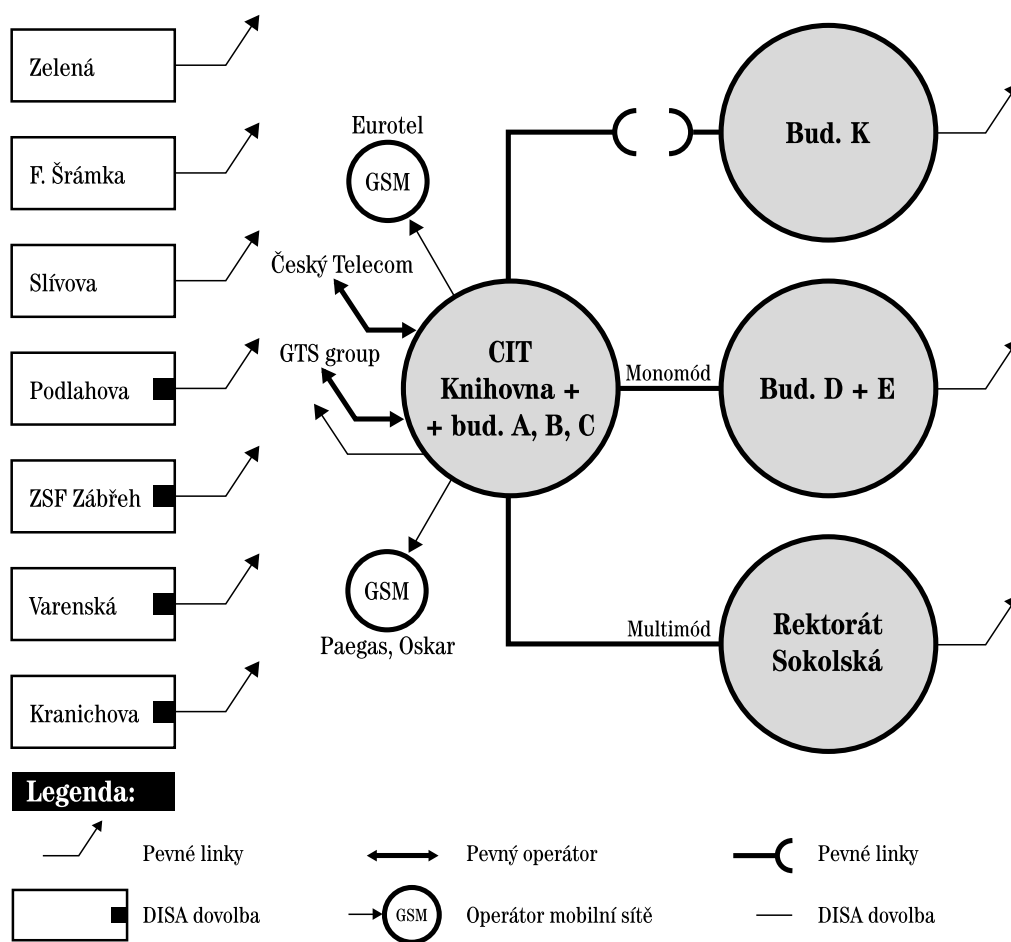 Zelená
F. Šrámka
Slívova
Podlahova
ZSF Zábřeh
Varenská
Kranichova
Eurotel
GSM
Český Telecom
GTS group
CIT
Knihovna +
+ bud. A, B, C
GSM
Paegas, Oskar
Bud. K
Monomód
Bud. D + E
Multimód
Rektorát
Sokolská
Legenda:
Pevné linky
Pevný operátor
Pevné linky
DISA dovolba
GSM
Operátor mobilní sítě
DISA dovolba